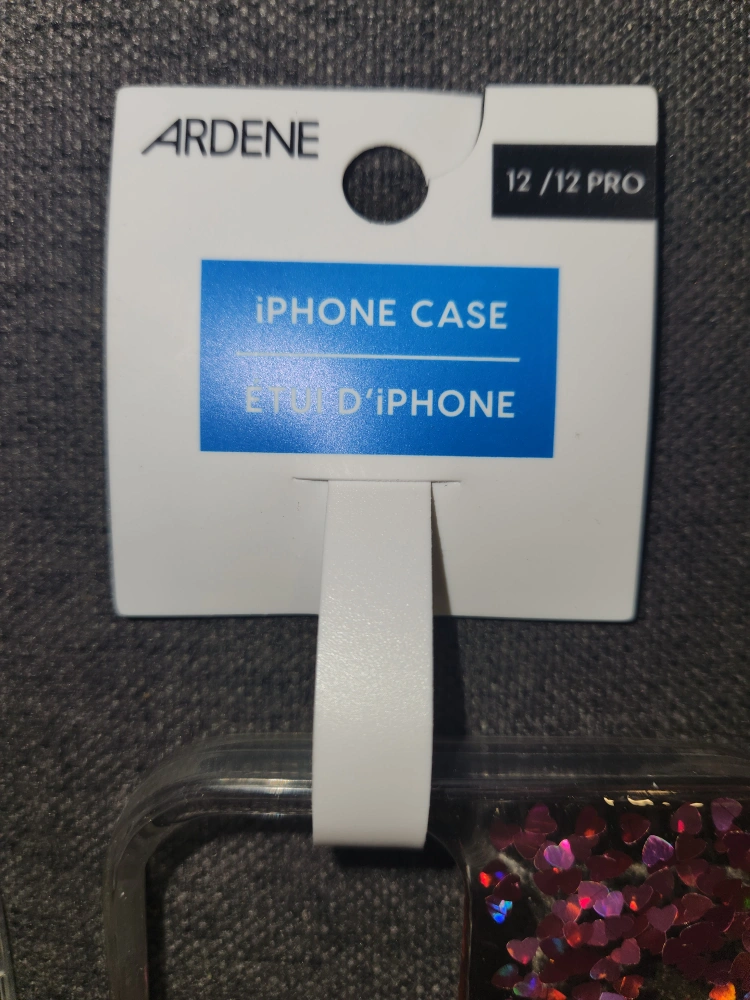 ARDENE
12 /12 PRO
iPHONE CASE
ÉTUI D'iPHONE